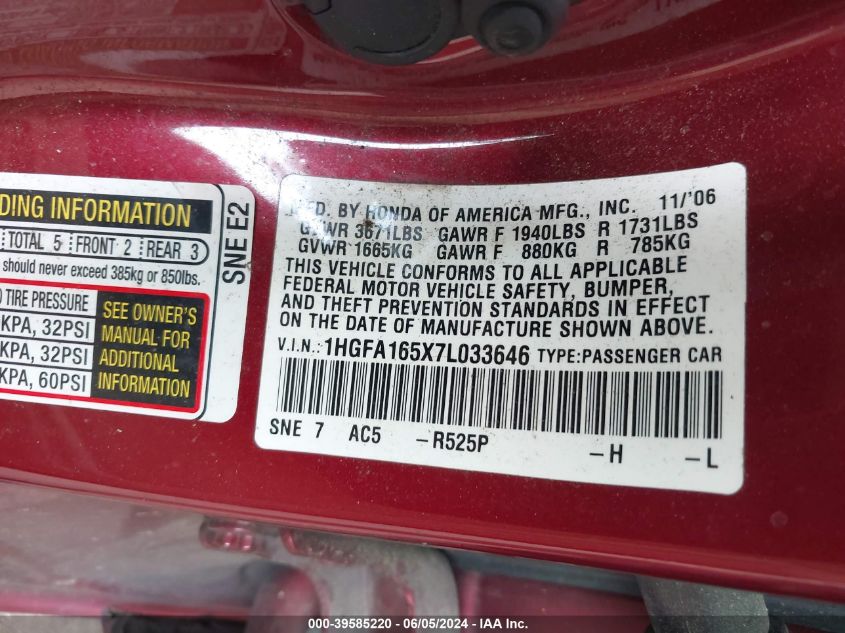 DING INFORMATION
TOTAL 5 FRONT 2 REAR 3
should never exceed 385kg or 850lbs.
TIRE PRESSURE
KPA, 32PSI
KPA, 32PSI
KPA, 60PSI
SEE OWNER'S
MANUAL FOR
ADDITIONAL
INFORMATION
SNE E2
MFD. BY HONDA OF AMERICA MFG., INC. 11/'06
GVWR 3671LBS GAWR F 1940LBS R 1731LBS
GVWR 1665KG GAWR F 880KG R 785KG
THIS VEHICLE CONFORMS TO ALL APPLICABLE
FEDERAL MOTOR VEHICLE SAFETY, BUMPER,
AND THEFT PREVENTION STANDARDS IN EFFECT
ON THE DATE OF MANUFACTURE SHOWN ABOVE.
V.I.N.: 1HGFA165X7L033646 TYPE:PASSENGER CAR
SNE 7 AC5 -R525P -H -L
000-39585220 - 06/05/2024 - IAA Inc.